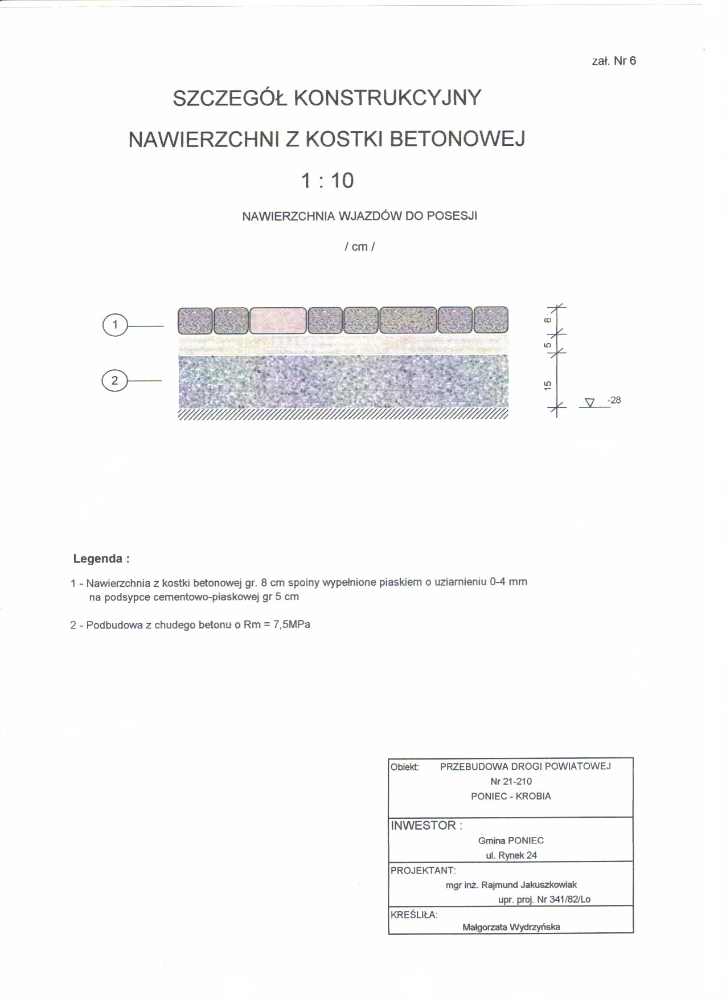 zał. Nr 6
SZCZEGÓŁ KONSTRUKCYJNY
NAWIERZCHNI Z KOSTKI BETONOWEJ
1 : 10
NAWIERZCHNIA WJAZDÓW DO POSESJI
/ cm /
1
8
5
2
15
-28
Legenda :
1 - Nawierzchnia z kostki betonowej gr. 8 cm spoiny wypełnione piaskiem o uziarnieniu 0-4 mm
na podsypce cementowo-piaskowej gr 5 cm
2 - Podbudowa z chudego betonu o Rm = 7,5MPa
Obiekt: PRZEBUDOWA DROGI POWIATOWEJ
Nr 21-210
PONIEC - KROBIA
INWESTOR :
Gmina PONIEC
ul. Rynek 24
PROJEKTANT:
mgr inż. Rajmund Jakuszkowiak
upr. proj. Nr 341/82/Lo
KREŚLIŁA:
Małgorzata Wydrzyńska